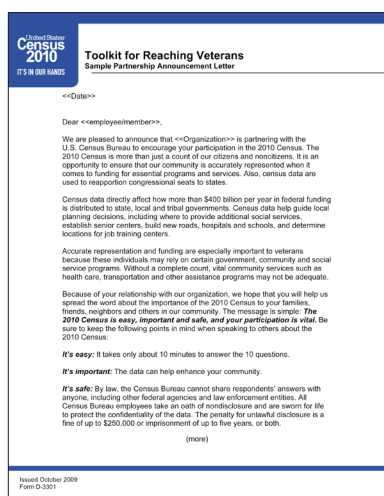 United States™
Census
2010
IT'S IN OUR HANDS
Toolkit for Reaching Veterans
Sample Partnership Announcement Letter
<<Date>>
Dear <<employee/member>>,
We are pleased to announce that <<Organization>> is partnering with the
U.S. Census Bureau to encourage your participation in the 2010 Census. The
2010 Census is more than just a count of our citizens and noncitizens. It is an
opportunity to ensure that our community is accurately represented when it
comes to funding for essential programs and services. Also, census data are
used to reapportion congressional seats to states.
Census data directly affect how more than $400 billion per year in federal funding
is distributed to state, local and tribal governments. Census data help guide local
planning decisions, including where to provide additional social services,
establish senior centers, build new roads, hospitals and schools, and determine
locations for job training centers.
Accurate representation and funding are especially important to veterans
because these individuals may rely on certain government, community and social
service programs. Without a complete count, vital community services such as
health care, transportation and other assistance programs may not be adequate.
Because of your relationship with our organization, we hope that you will help us
spread the word about the importance of the 2010 Census to your families,
friends, neighbors and others in our community. The message is simple: The
2010 Census is easy, important and safe, and your participation is vital. Be
sure to keep the following points in mind when speaking to others about the
2010 Census:
It's easy: It takes only about 10 minutes to answer the 10 questions.
It's important: The data can help enhance your community.
It's safe: By law, the Census Bureau cannot share respondents' answers with
anyone, including other federal agencies and law enforcement entities. All
Census Bureau employees take an oath of nondisclosure and are sworn for life
to protect the confidentiality of the data. The penalty for unlawful disclosure is a
fine of up to $250,000 or imprisonment of up to five years, or both.
(more)
Issued October 2009
Form D-3301